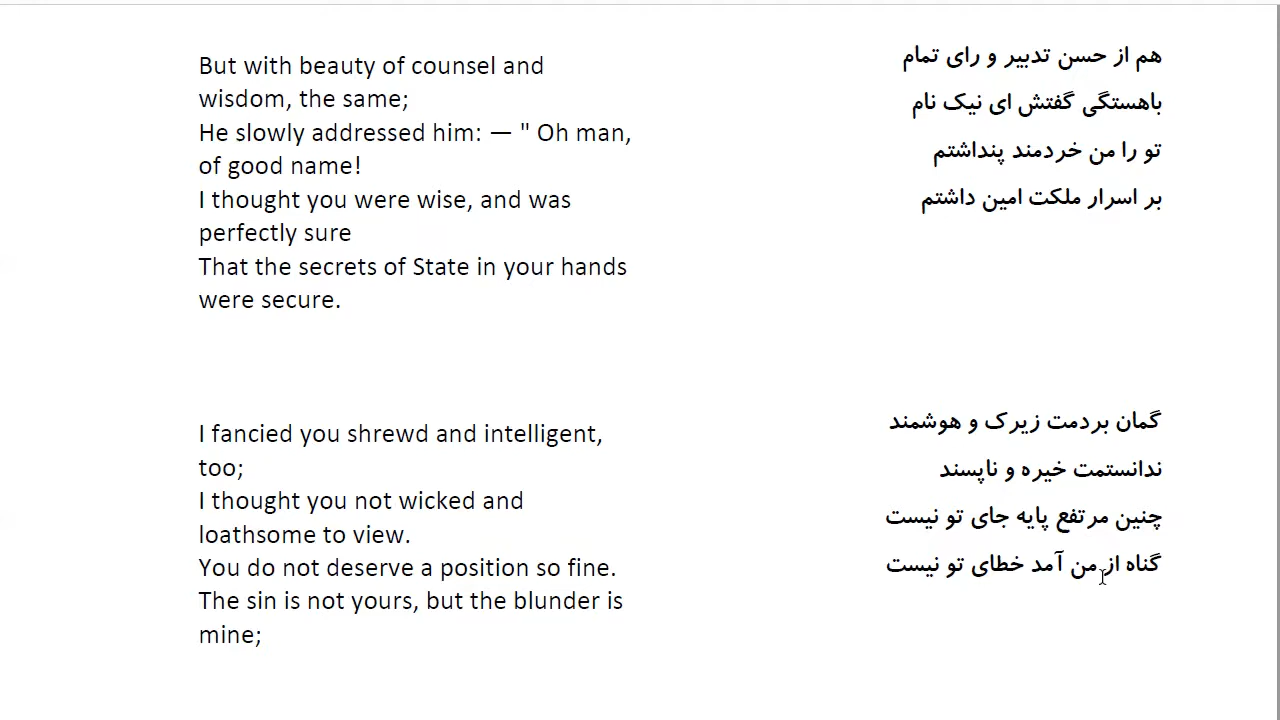 But with beauty of counsel and
wisdom, the same;
He slowly addressed him: — " Oh man,
of good name!
I thought you were wise, and was
perfectly sure
That the secrets of State in your hands
were secure.
هم از حسن تدبیر و رای تمام
باهستگی گفتش ای نیک نام
تو را من خردمند پنداشتم
بر اسرار ملکت امین داشتم
I fancied you shrewd and intelligent,
too;
I thought you not wicked and
loathsome to view.
You do not deserve a position so fine.
The sin is not yours, but the blunder is
mine;
گمان بردمت زیرک و هوشمند
ندانستمت خیره و ناپسند
چنین مرتفع پایه جای تو نیست
گناه از من آمد خطای تو نیست